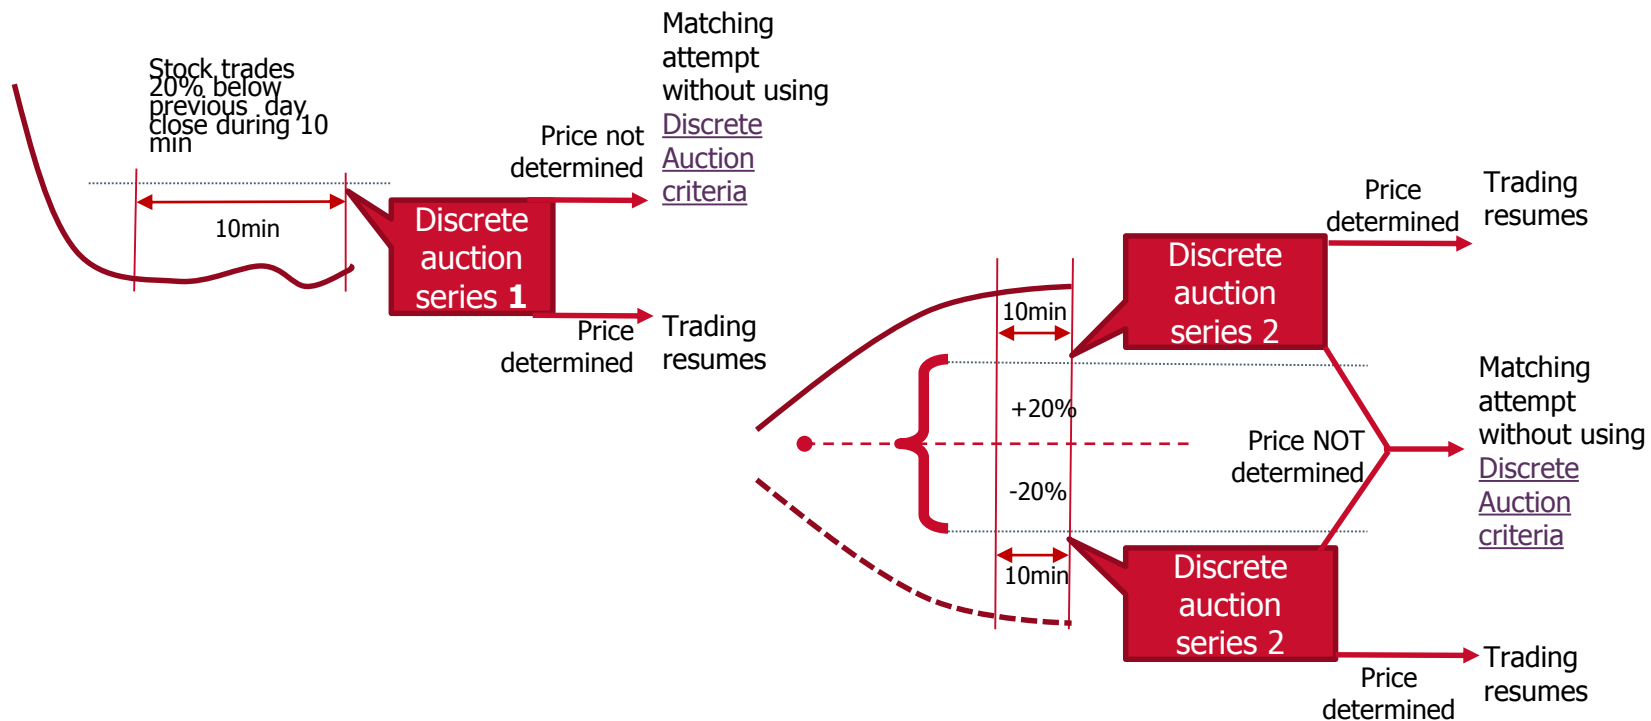 Stock trades
20% below
previous day
close during 10
min
10min
Discrete
auction
series 1
Price not
determined
Matching
attempt
without using
Discrete
Auction
criteria
Price
determined
Trading
resumes
10min
+20%
-20%
10min
Discrete
auction
series 2
Price
determined
Trading
resumes
Price NOT
determined
Matching
attempt
without using
Discrete
Auction
criteria
Discrete
auction
series 2
Price
determined
Trading
resumes